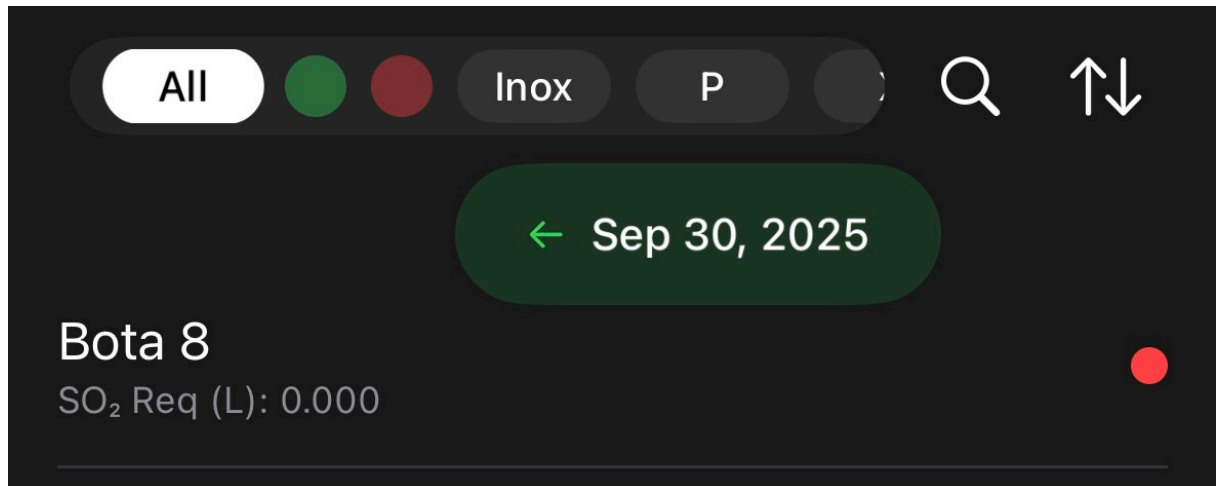 All Inox P
← Sep 30, 2025
Bota 8
SO₂ Req (L): 0.000